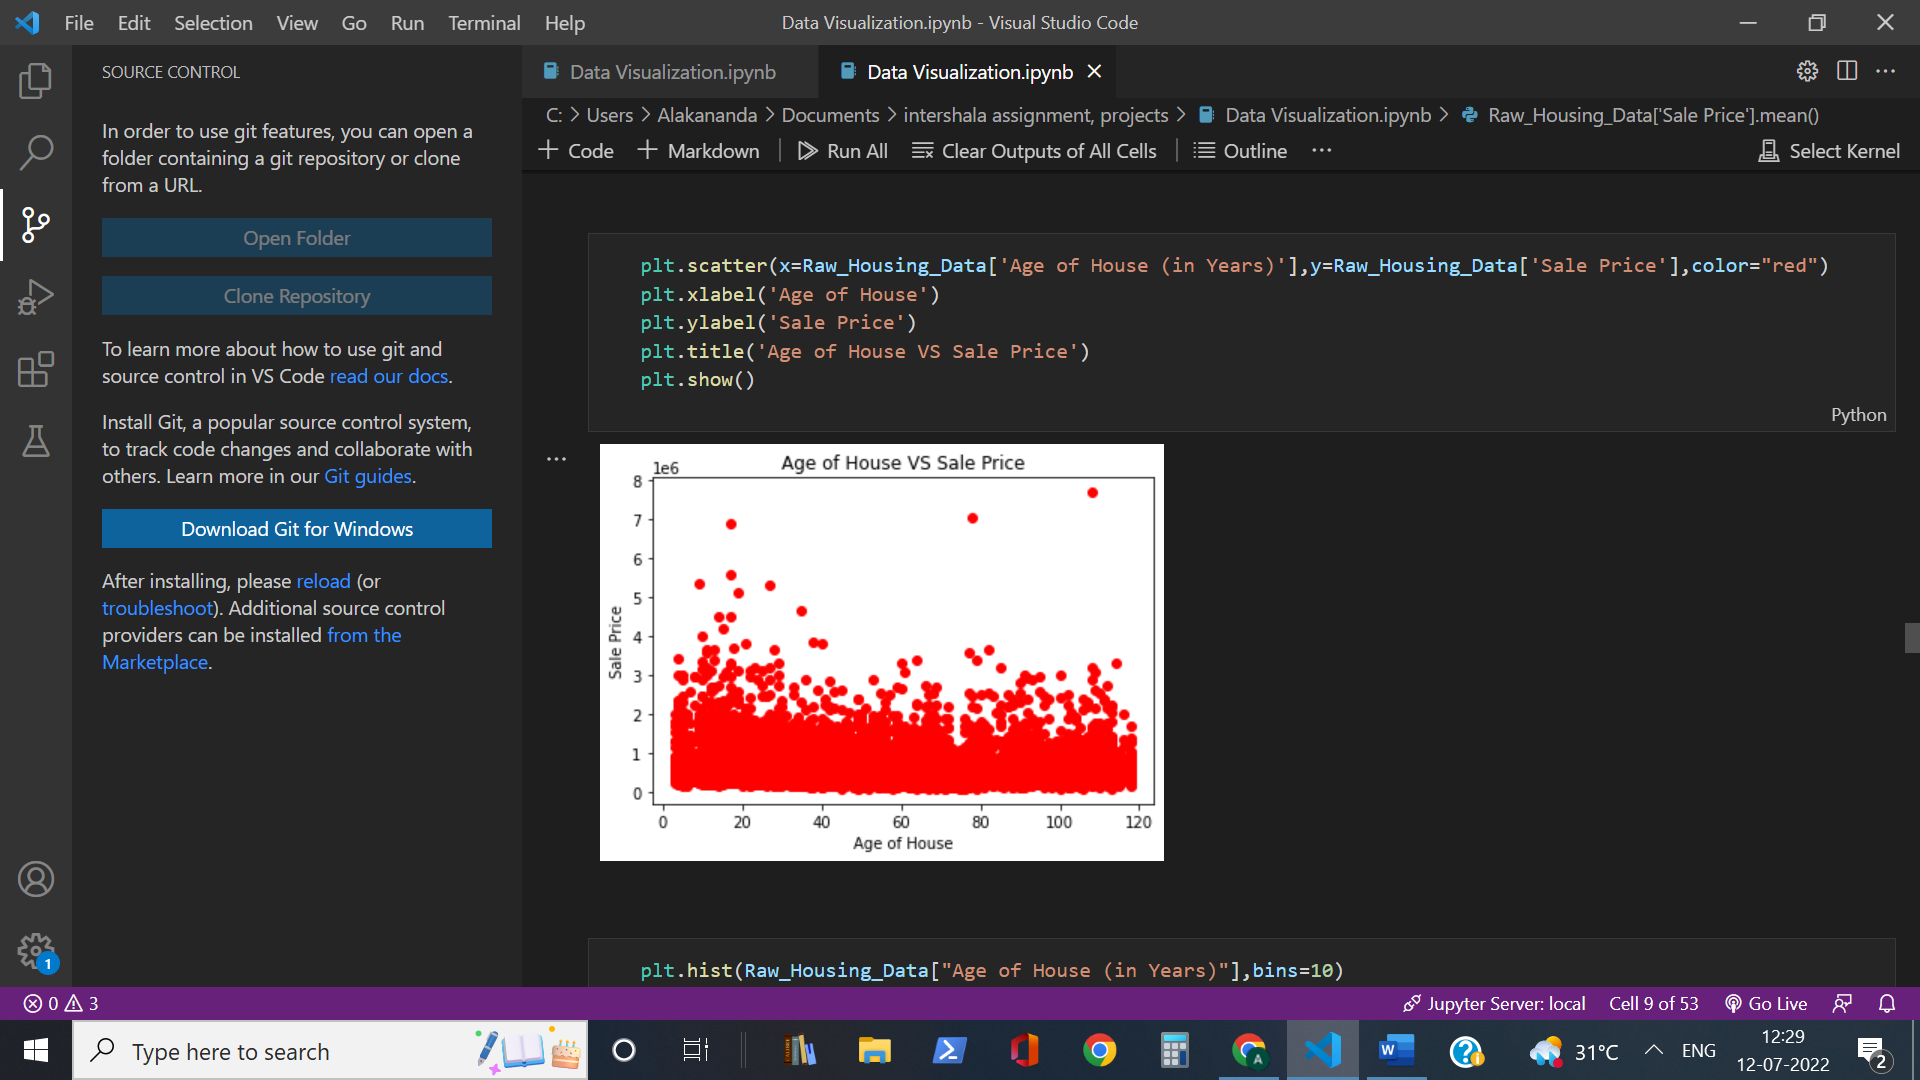 File Edit Selection View Go Run Terminal Help
Data Visualization.ipynb - Visual Studio Code
SOURCE CONTROL
In order to use git features, you can open a
folder containing a git repository or clone
from a URL.
Open Folder
Clone Repository
To learn more about how to use git and
source control in VS Code read our docs.
Install Git, a popular source control system,
to track code changes and collaborate with
others. Learn more in our Git guides.
Download Git for Windows
After installing, please reload (or
troubleshoot). Additional source control
providers can be installed from the
Marketplace.
1
Data Visualization.ipynb
Data Visualization.ipynb
C: > Users > Alakananda > Documents > intershala assignment, projects > Data Visualization.ipynb > Raw_Housing_Data['Sale Price'].mean()
+ Code + Markdown Run All Clear Outputs of All Cells Outline ...
Select Kernel
plt.scatter(x=Raw_Housing_Data['Age of House (in Years)'],y=Raw_Housing_Data['Sale Price'],color="red")
plt.xlabel('Age of House')
plt.ylabel('Sale Price')
plt.title('Age of House VS Sale Price')
plt.show()
Python
1e6
Age of House VS Sale Price
8
7
6
5
4
3
2
1
0
Sale Price
0 20 40 60 80 100 120
Age of House
plt.hist(Raw_Housing_Data["Age of House (in Years)"],bins=10)
0 3
Jupyter Server: local Cell 9 of 53 Go Live
Type here to search
A
W
31°C
ENG
12:29
12-07-2022
2